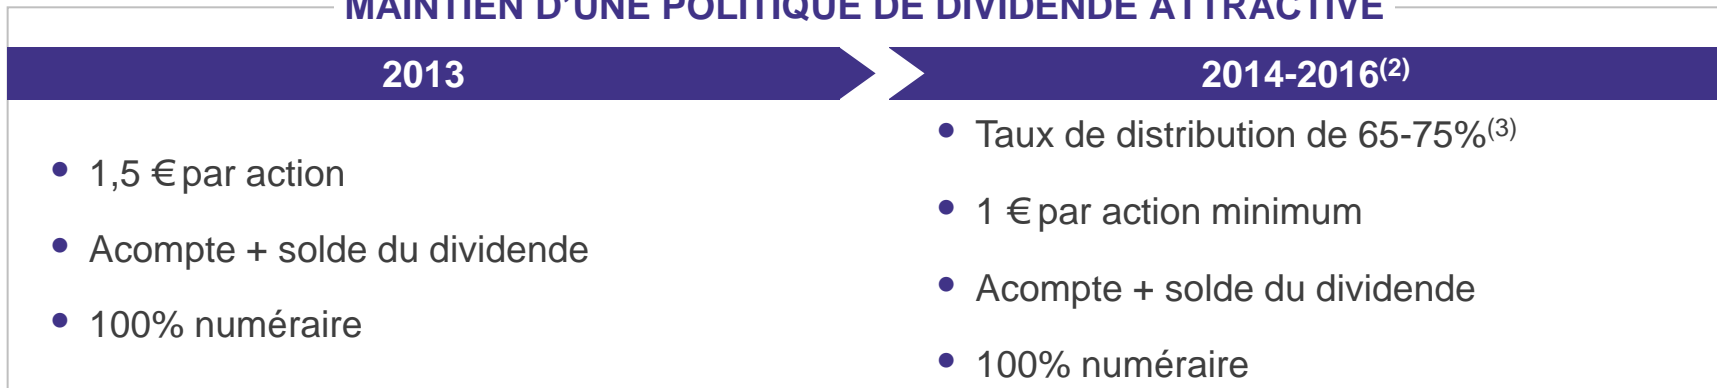 MAINTIEN D'UNE POLITIQUE DE DIVIDENDE ATTRACTIVE
2013
• 1,5 € par action
• Acompte + solde du dividende
• 100% numéraire
2014-2016(2)
• Taux de distribution de 65-75%(3)
• 1 € par action minimum
• Acompte + solde du dividende
• 100% numéraire